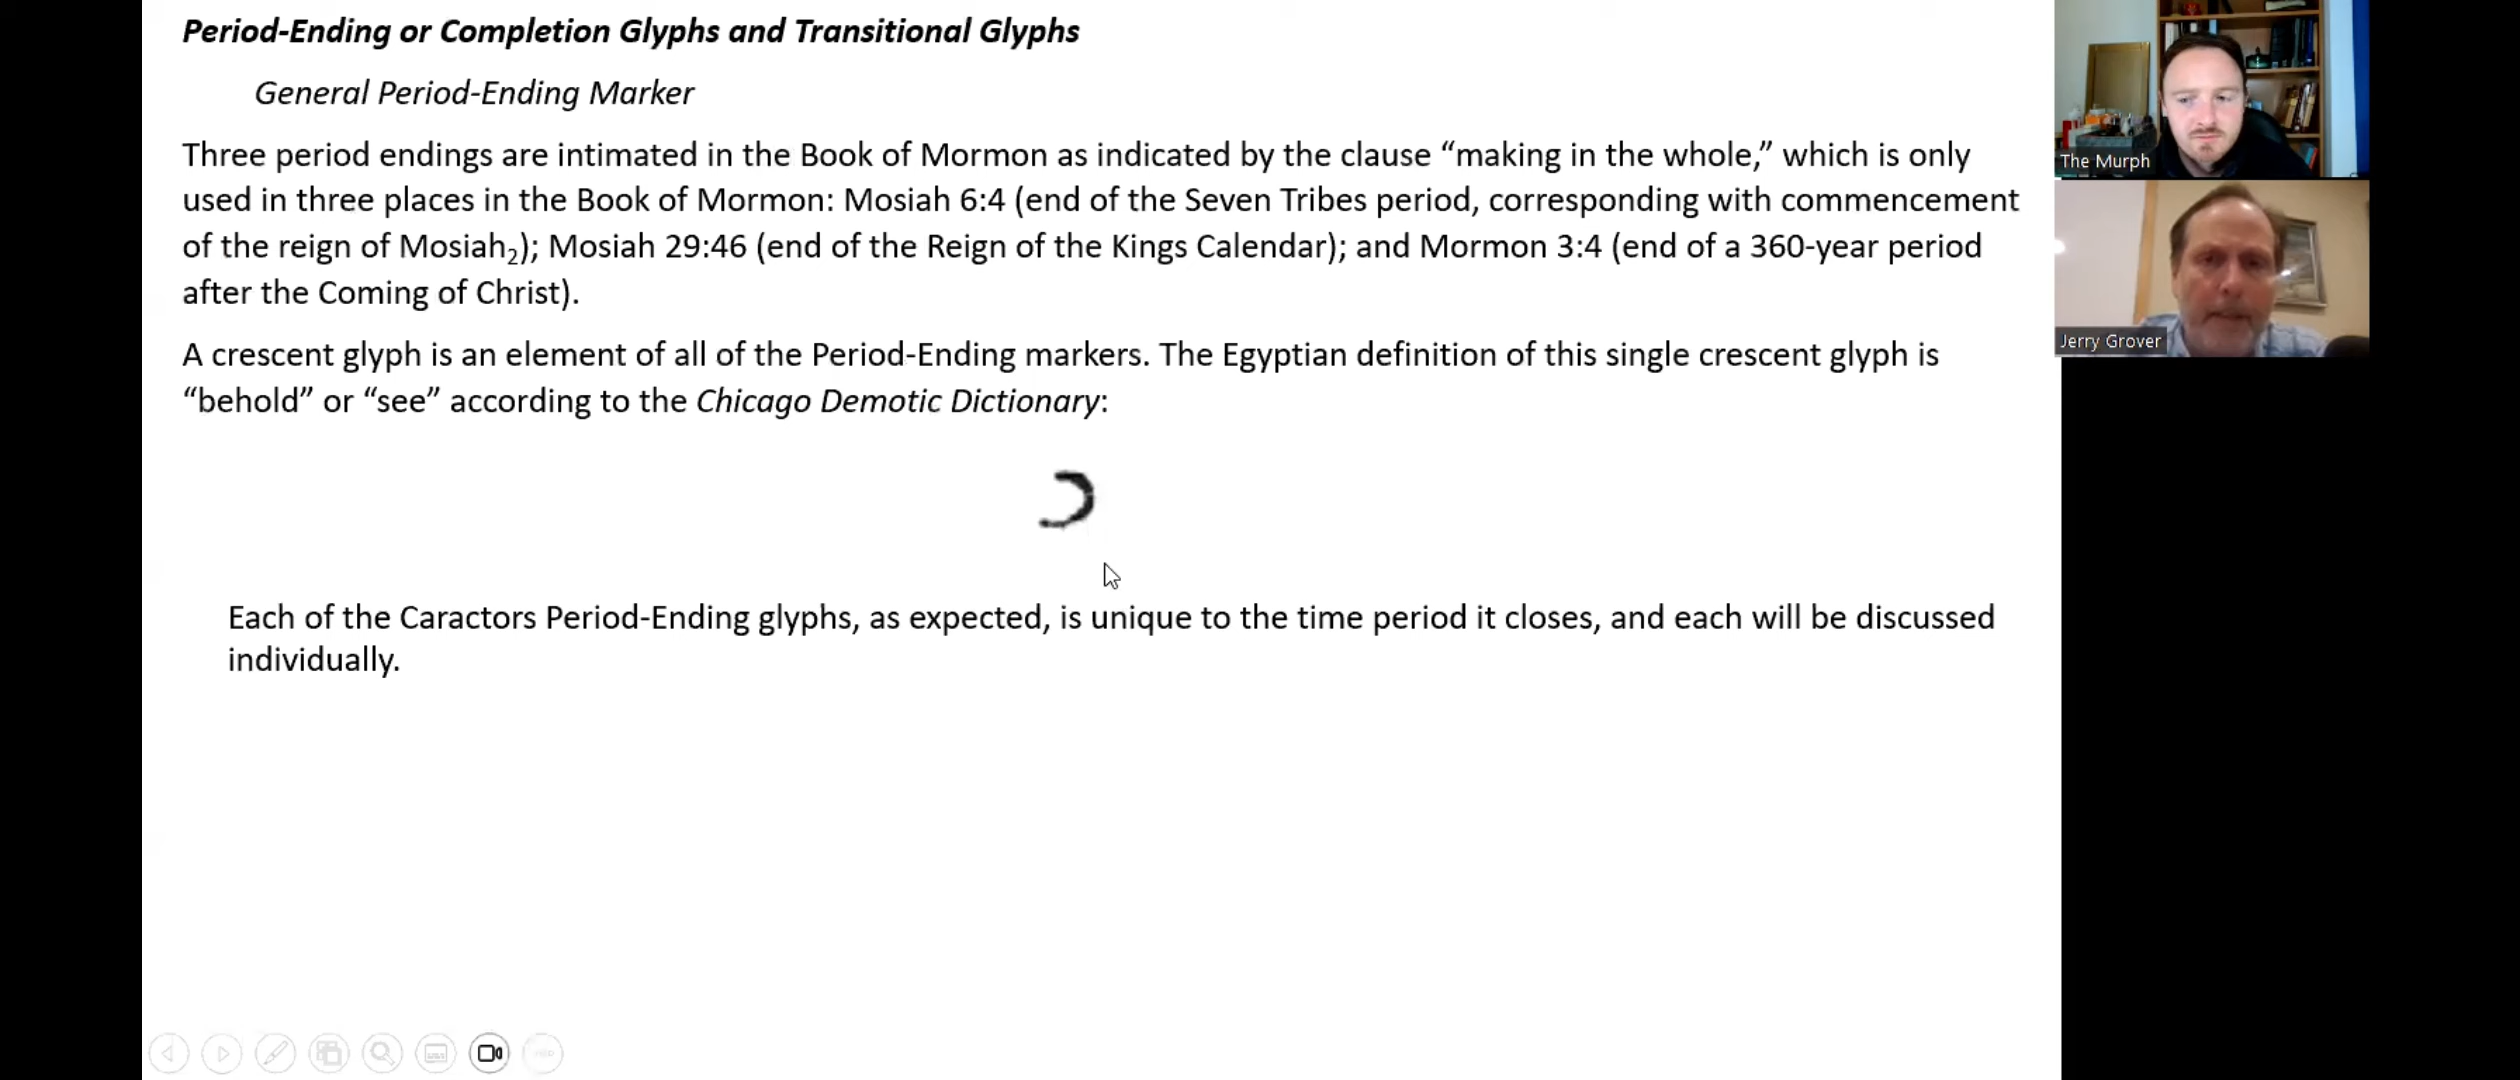 Period-Ending or Completion Glyphs and Transitional Glyphs
General Period-Ending Marker
Three period endings are intimated in the Book of Mormon as indicated by the clause “making in the whole,” which is only
used in three places in the Book of Mormon: Mosiah 6:4 (end of the Seven Tribes period, corresponding with commencement
of the reign of Mosiah₂); Mosiah 29:46 (end of the Reign of the Kings Calendar); and Mormon 3:4 (end of a 360-year period
after the Coming of Christ).
A crescent glyph is an element of all of the Period-Ending markers. The Egyptian definition of this single crescent glyph is
“behold” or “see” according to the Chicago Demotic Dictionary:
Each of the Caractors Period-Ending glyphs, as expected, is unique to the time period it closes, and each will be discussed
individually.
The Murph
Jerry Grover